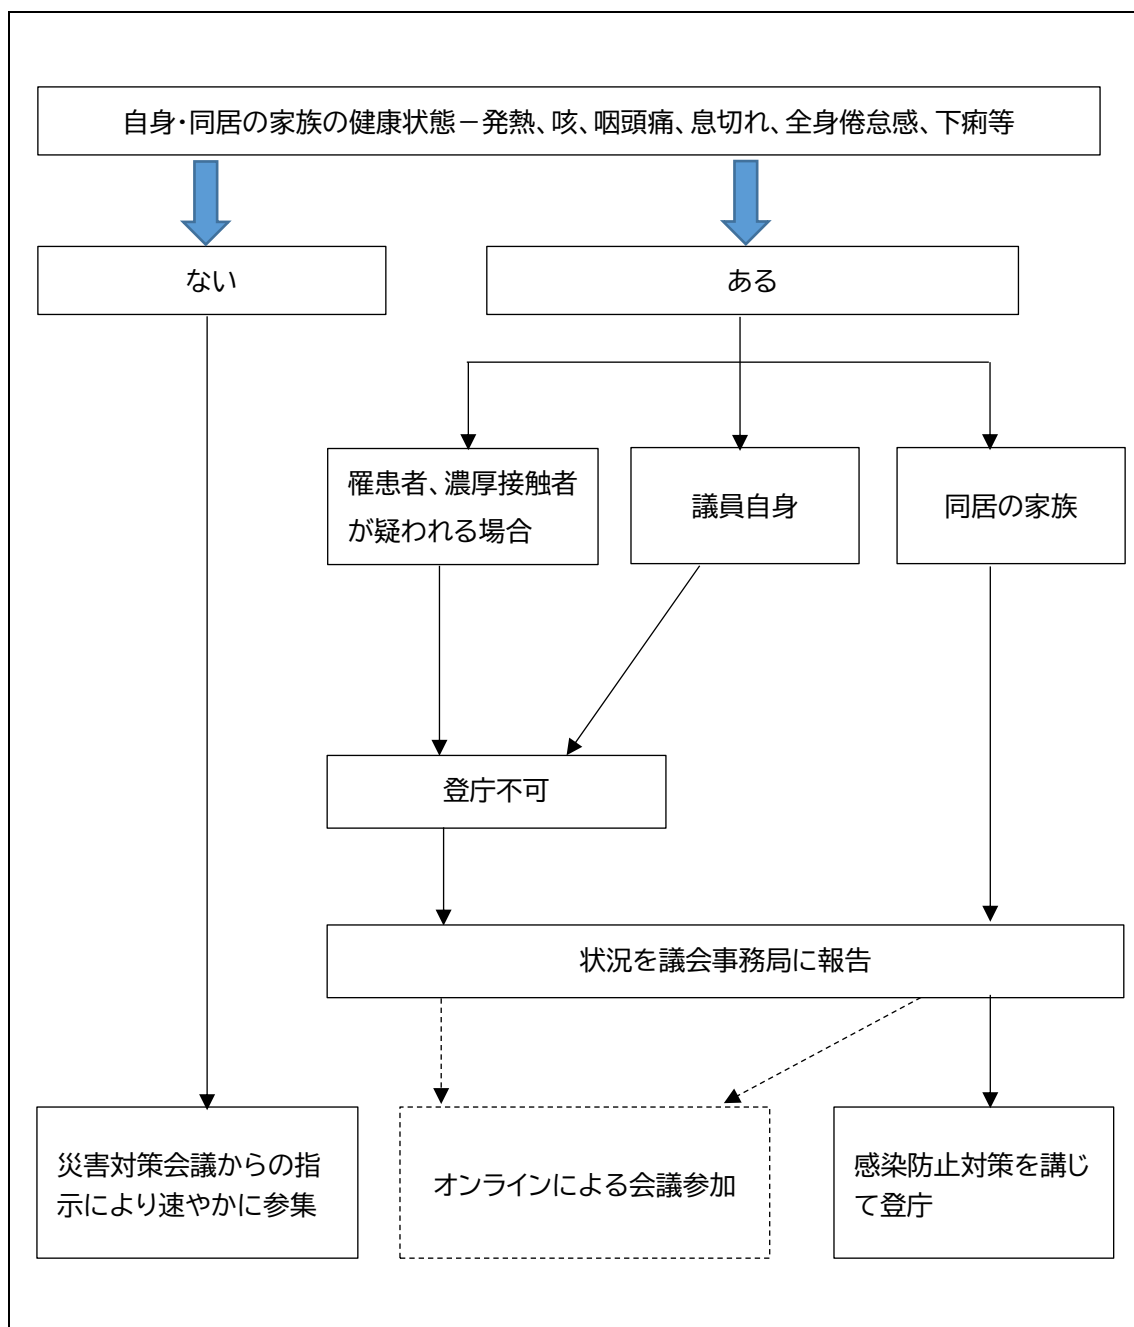 自身・同居の家族の健康状態－発熱、咳、咽頭痛、息切れ、全身倦怠感、下痢等
ない
ある
罹患者、濃厚接触者
が疑われる場合
議員自身
同居の家族
登庁不可
状況を議会事務局に報告
災害対策会議からの指
示により速やかに参集
オンラインによる会議参加
感染防止対策を講じ
て登庁